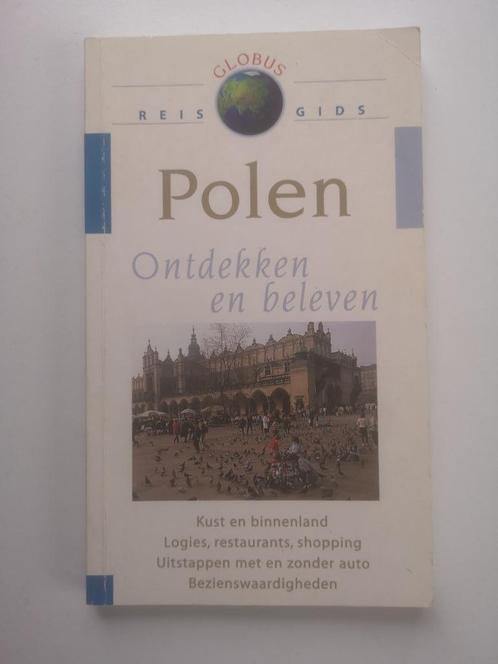 GLOBUS
REIS GIDS
Polen
Ontdekken
en beleven
Kust en binnenland
Logies, restaurants, shopping
Uitstappen met en zonder auto
Bezienswaardigheden